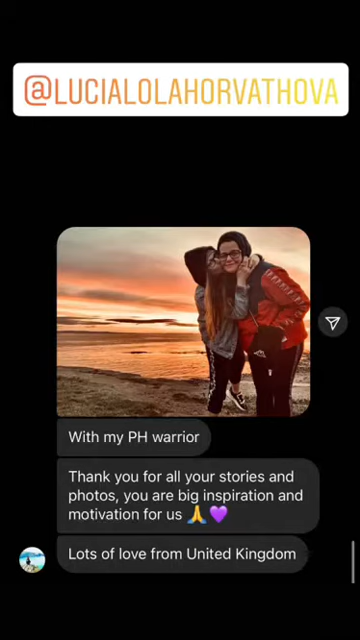 @LUCIALOLAHORVATHOVA
With my PH warrior
Thank you for all your stories and
photos, you are big inspiration and
motivation for us 🙏💜
Lots of love from United Kingdom